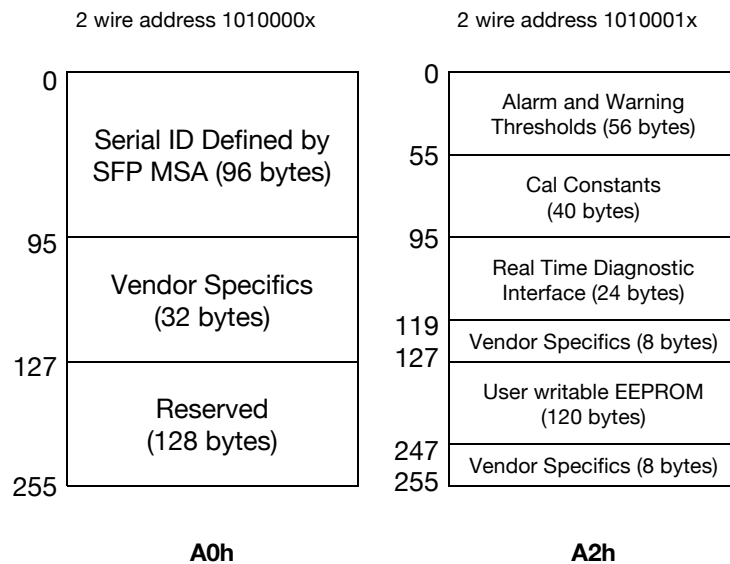 2 wire address 1010000x
0
Serial ID Defined by
SFP MSA (96 bytes)
95
Vendor Specifics
(32 bytes)
127
Reserved
(128 bytes)
255
A0h
2 wire address 1010001x
0
Alarm and Warning
Thresholds (56 bytes)
55
Cal Constants
(40 bytes)
95
Real Time Diagnostic
Interface (24 bytes)
119
Vendor Specifics (8 bytes)
127
User writable EEPROM
(120 bytes)
247
Vendor Specifics (8 bytes)
255
A2h